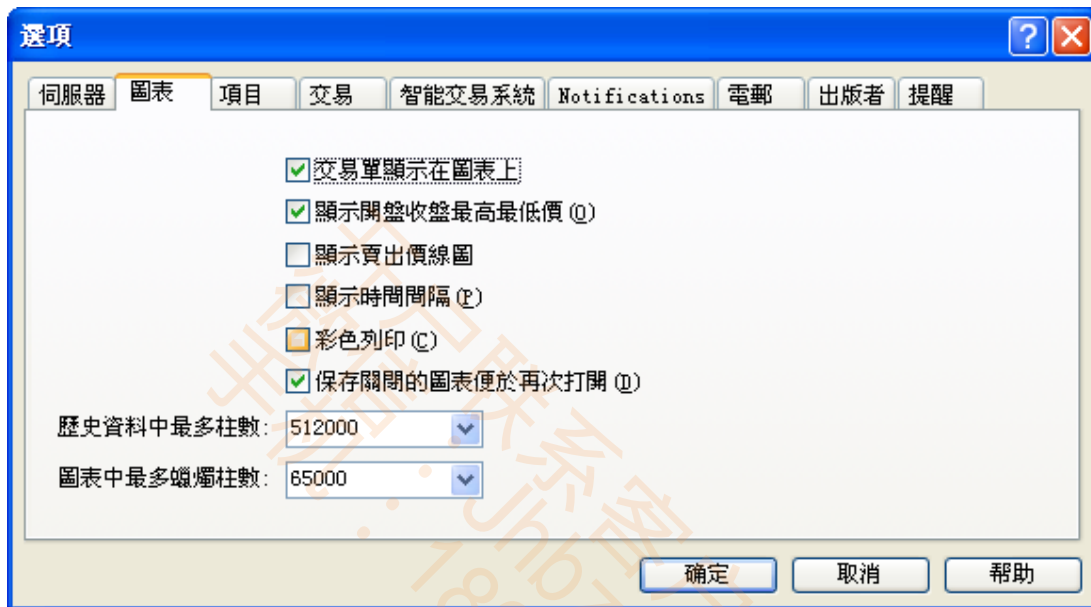 選項
伺服器 圖表 項目 交易 智能交易系統 Notifications 電郵 出版者 提醒
交易單顯示在圖表上
顯示開盤收盤最高最低價(O)
顯示賣出價線圖
顯示時間間隔(P)
彩色列印(C)
保存關閉的圖表便於再次打開(D)
歷史資料中最多柱數: 512000
圖表中最多蠟燭柱數: 65000
确定 取消 帮助